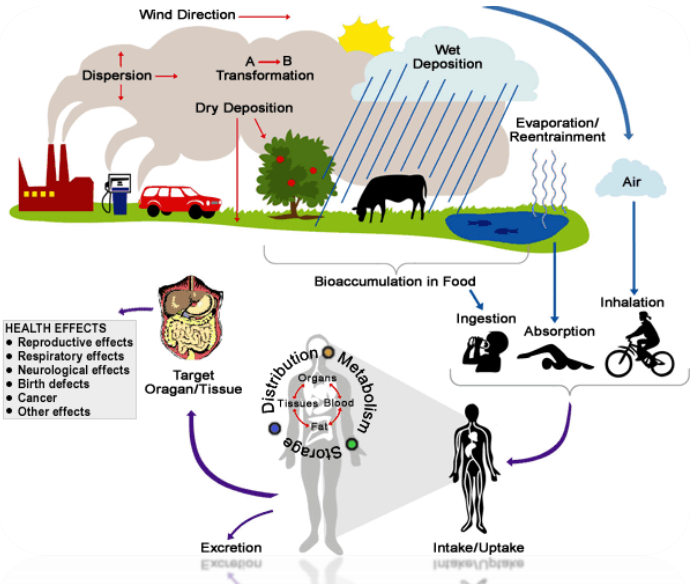 Wind Direction
Dispersion
A B
Transformation
Wet
Deposition
Dry Deposition
Evaporation/
Reentrainment
Air
Bioaccumulation in Food
Ingestion
Absorption
Inhalation
HEALTH EFFECTS
● Reproductive effects
● Respiratory effects
● Neurological effects
● Birth defects
● Cancer
● Other effects
Target
Oragan/Tissue
Distribution
Metabolism
Storage
Organs
Tissues
Blood
Fat
Excretion
Intake/Uptake